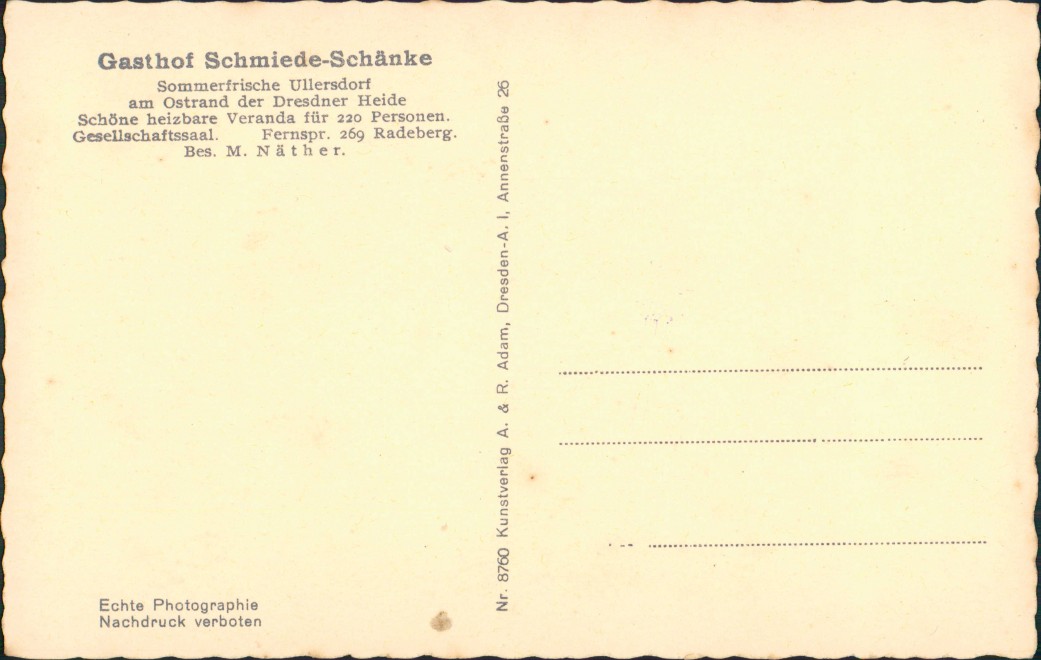 Gasthof Schmiede-Schänke
Sommerfrische Ullersdorf
am Ostrand der Dresdner Heide
Schöne heizbare Veranda für 220 Personen.
Gesellschaftssaal. Fernspr. 269 Radeberg.
Bes. M. Näther.
Nr. 8760 Kunstverlag A. & R. Adam, Dresden-A. I, Annenstraße 26
Echte Photographie
Nachdruck verboten